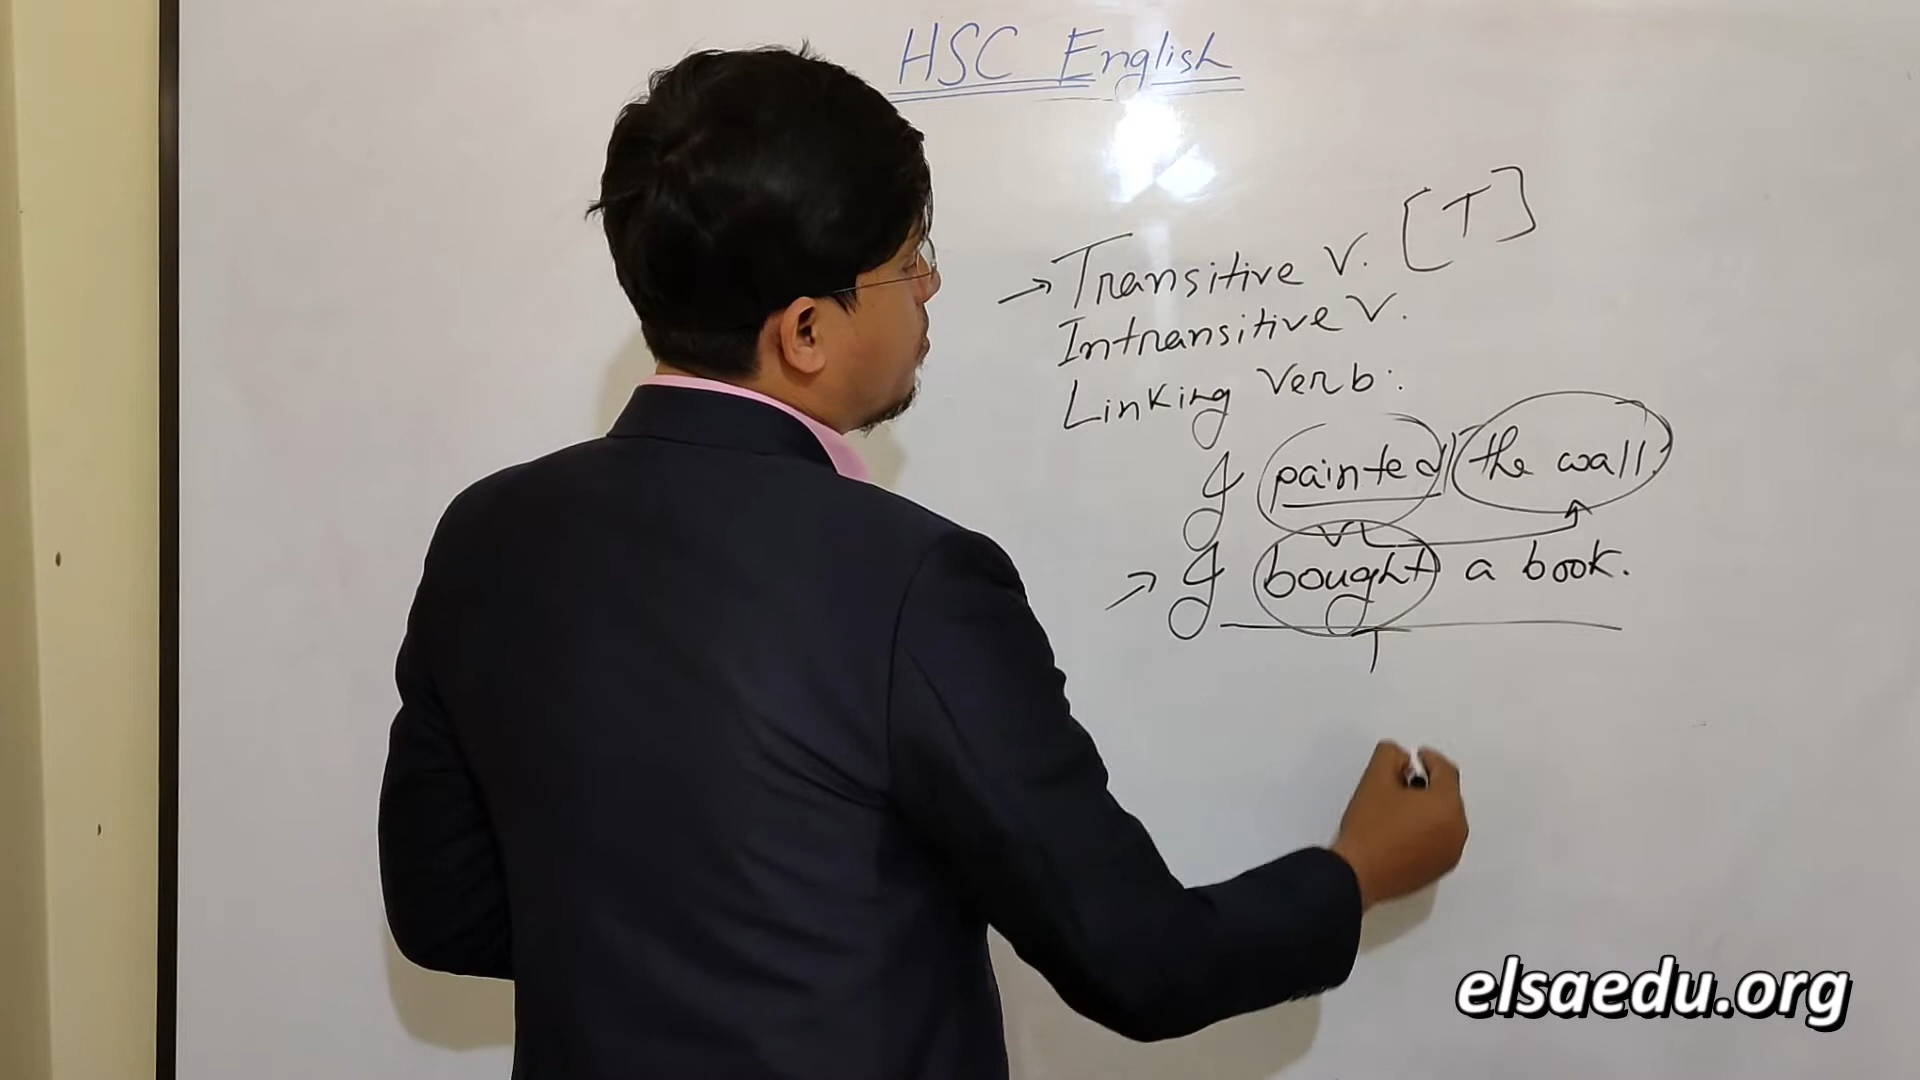 HSC English
→ Transitive V. [T]
Intransitive V.
Linking Verb.
I painted the wall.
V
→ I bought a book.
T
elsaedu.org